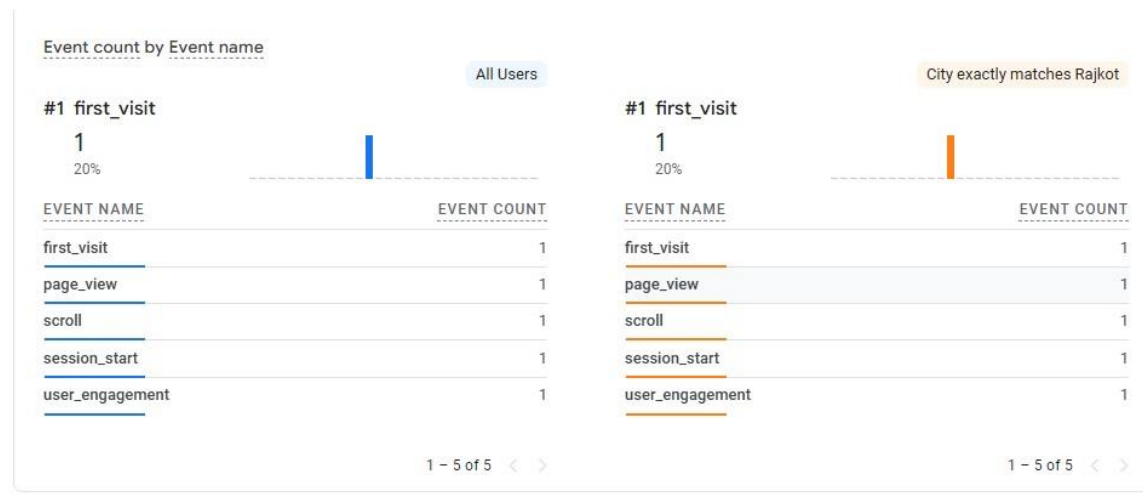 Event count by Event name
All Users
#1 first_visit
1
20%
EVENT NAME EVENT COUNT
first_visit 1
page_view 1
scroll 1
session_start 1
user_engagement 1
1 – 5 of 5
City exactly matches Rajkot
#1 first_visit
1
20%
EVENT NAME EVENT COUNT
first_visit 1
page_view 1
scroll 1
session_start 1
user_engagement 1
1 – 5 of 5